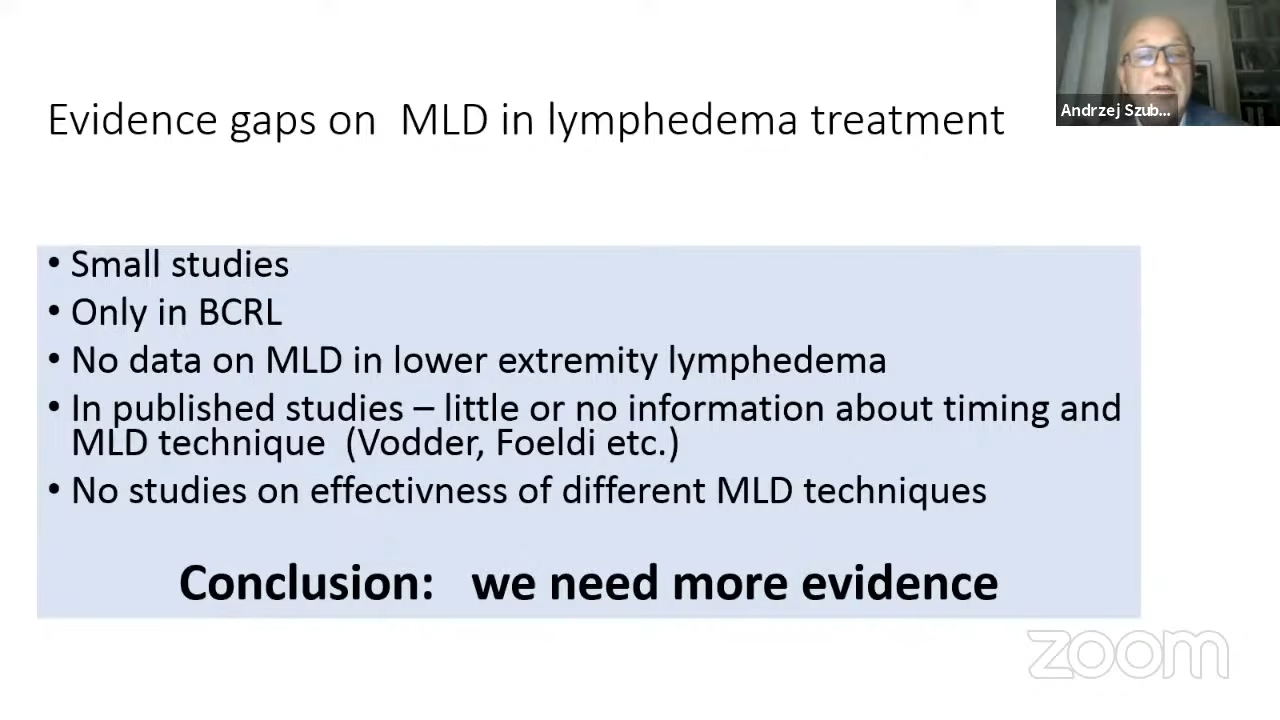 Andrzej Szub...
Evidence gaps on MLD in lymphedema treatment
• Small studies
• Only in BCRL
• No data on MLD in lower extremity lymphedema
• In published studies – little or no information about timing and
MLD technique (Vodder, Foeldi etc.)
• No studies on effectivness of different MLD techniques
Conclusion: we need more evidence
zoom